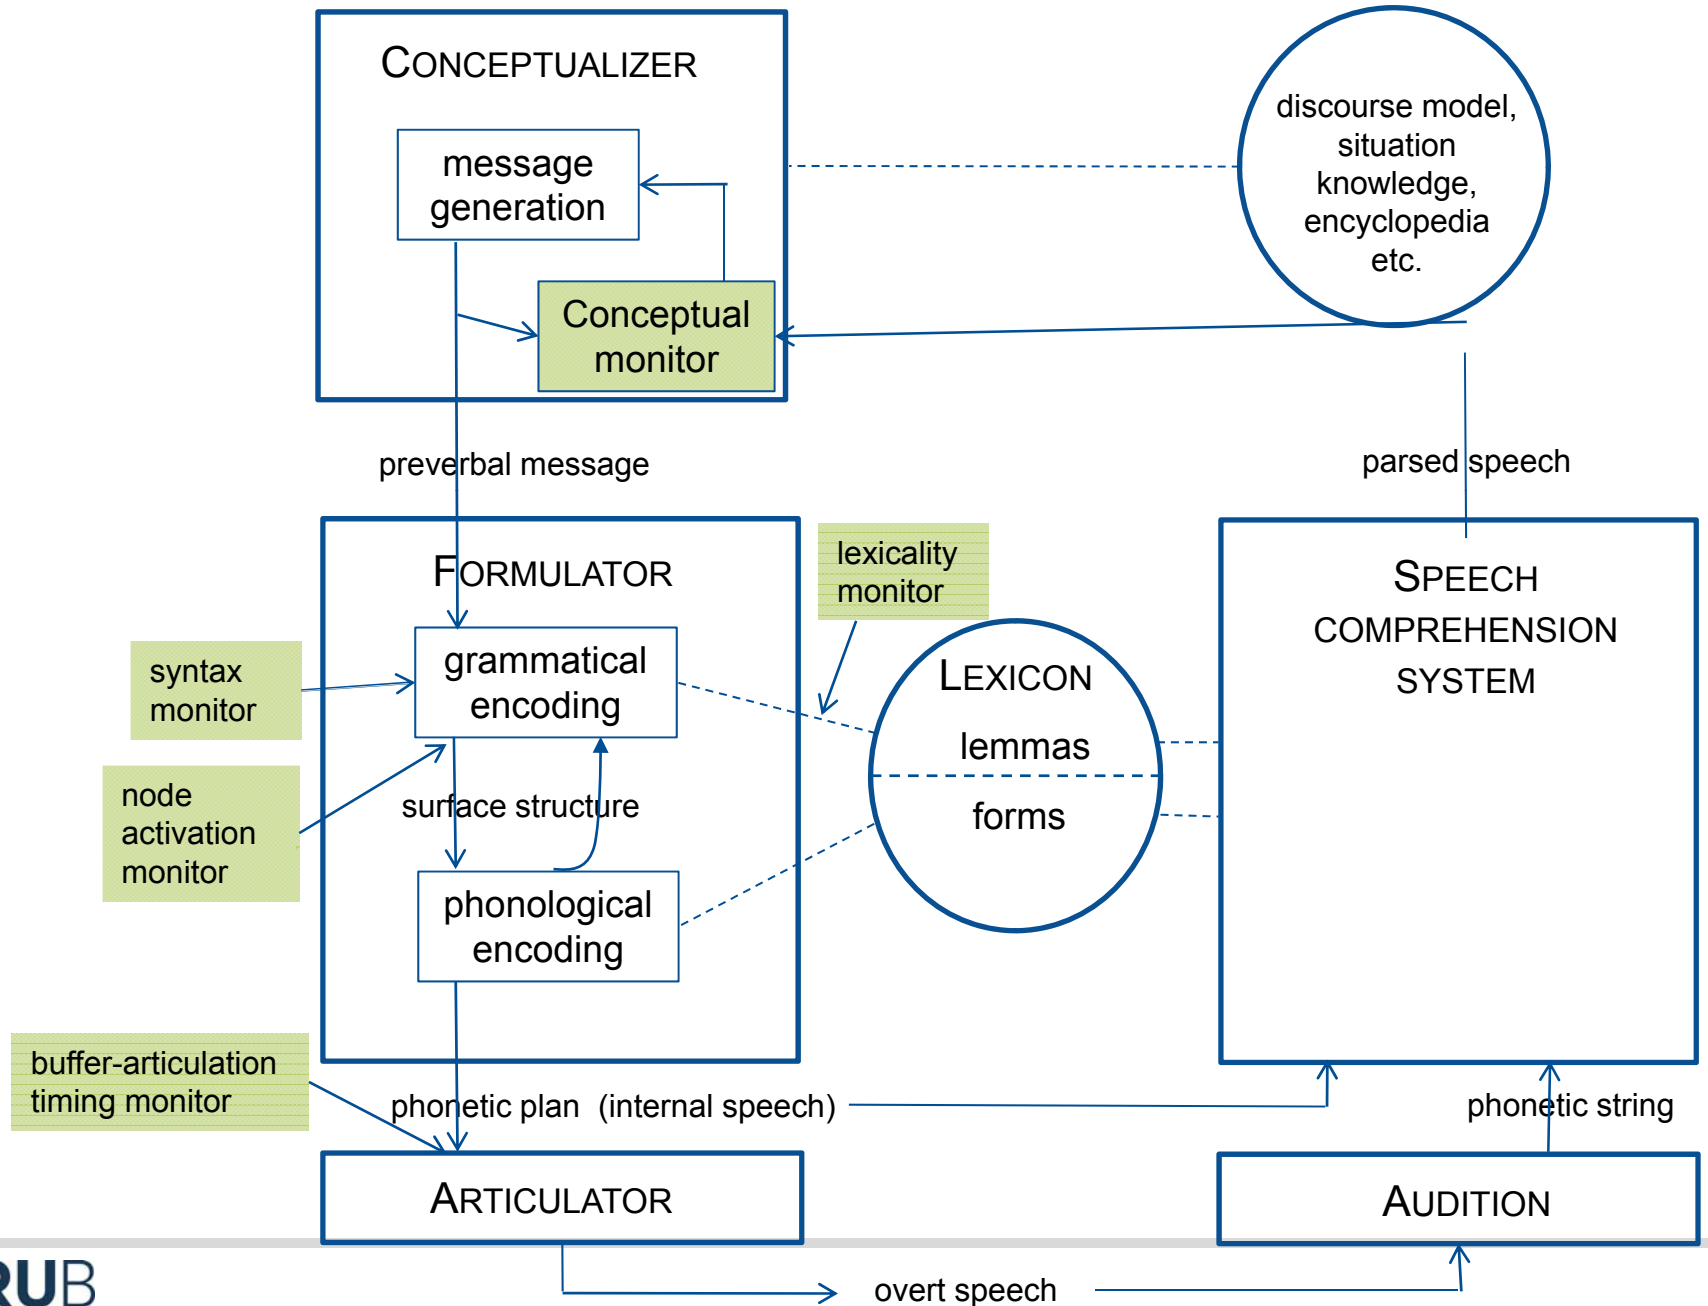 CONCEPTUALIZER
message
generation
Conceptual
monitor
discourse model,
situation
knowledge,
encyclopedia
etc.
preverbal message
parsed speech
FORMULATOR
lexicality
monitor
grammatical
encoding
syntax
monitor
node
activation
monitor
surface structure
phonological
encoding
LEXICON
lemmas
forms
SPEECH
COMPREHENSION
SYSTEM
buffer-articulation
timing monitor
phonetic plan (internal speech)
phonetic string
ARTICULATOR
AUDITION
overt speech
RUB